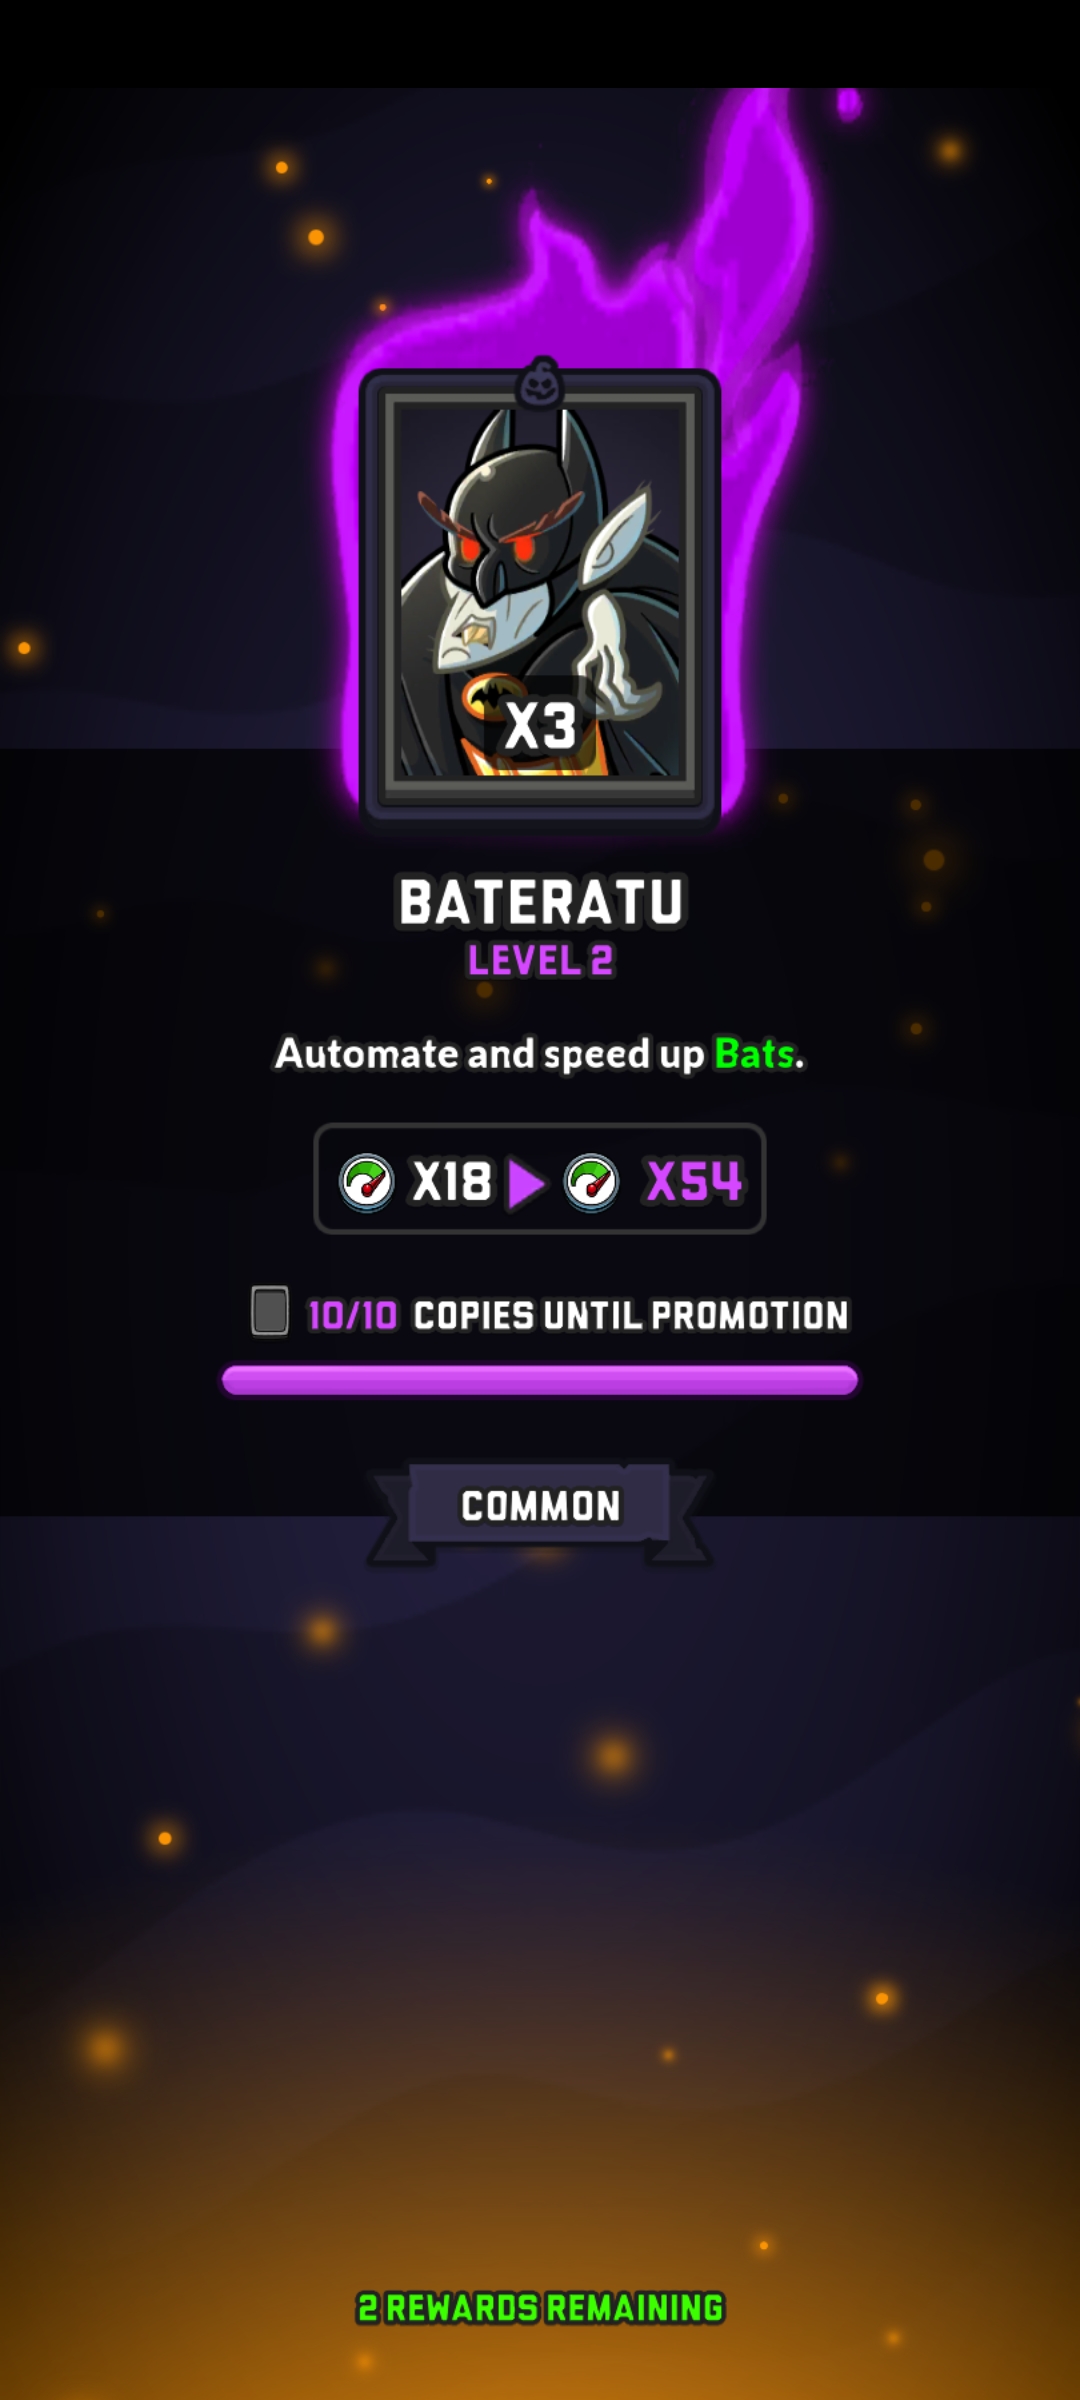 X3
BATERATU
LEVEL 2
Automate and speed up Bats.
X18 X54
10/10 COPIES UNTIL PROMOTION
COMMON
2 REWARDS REMAINING